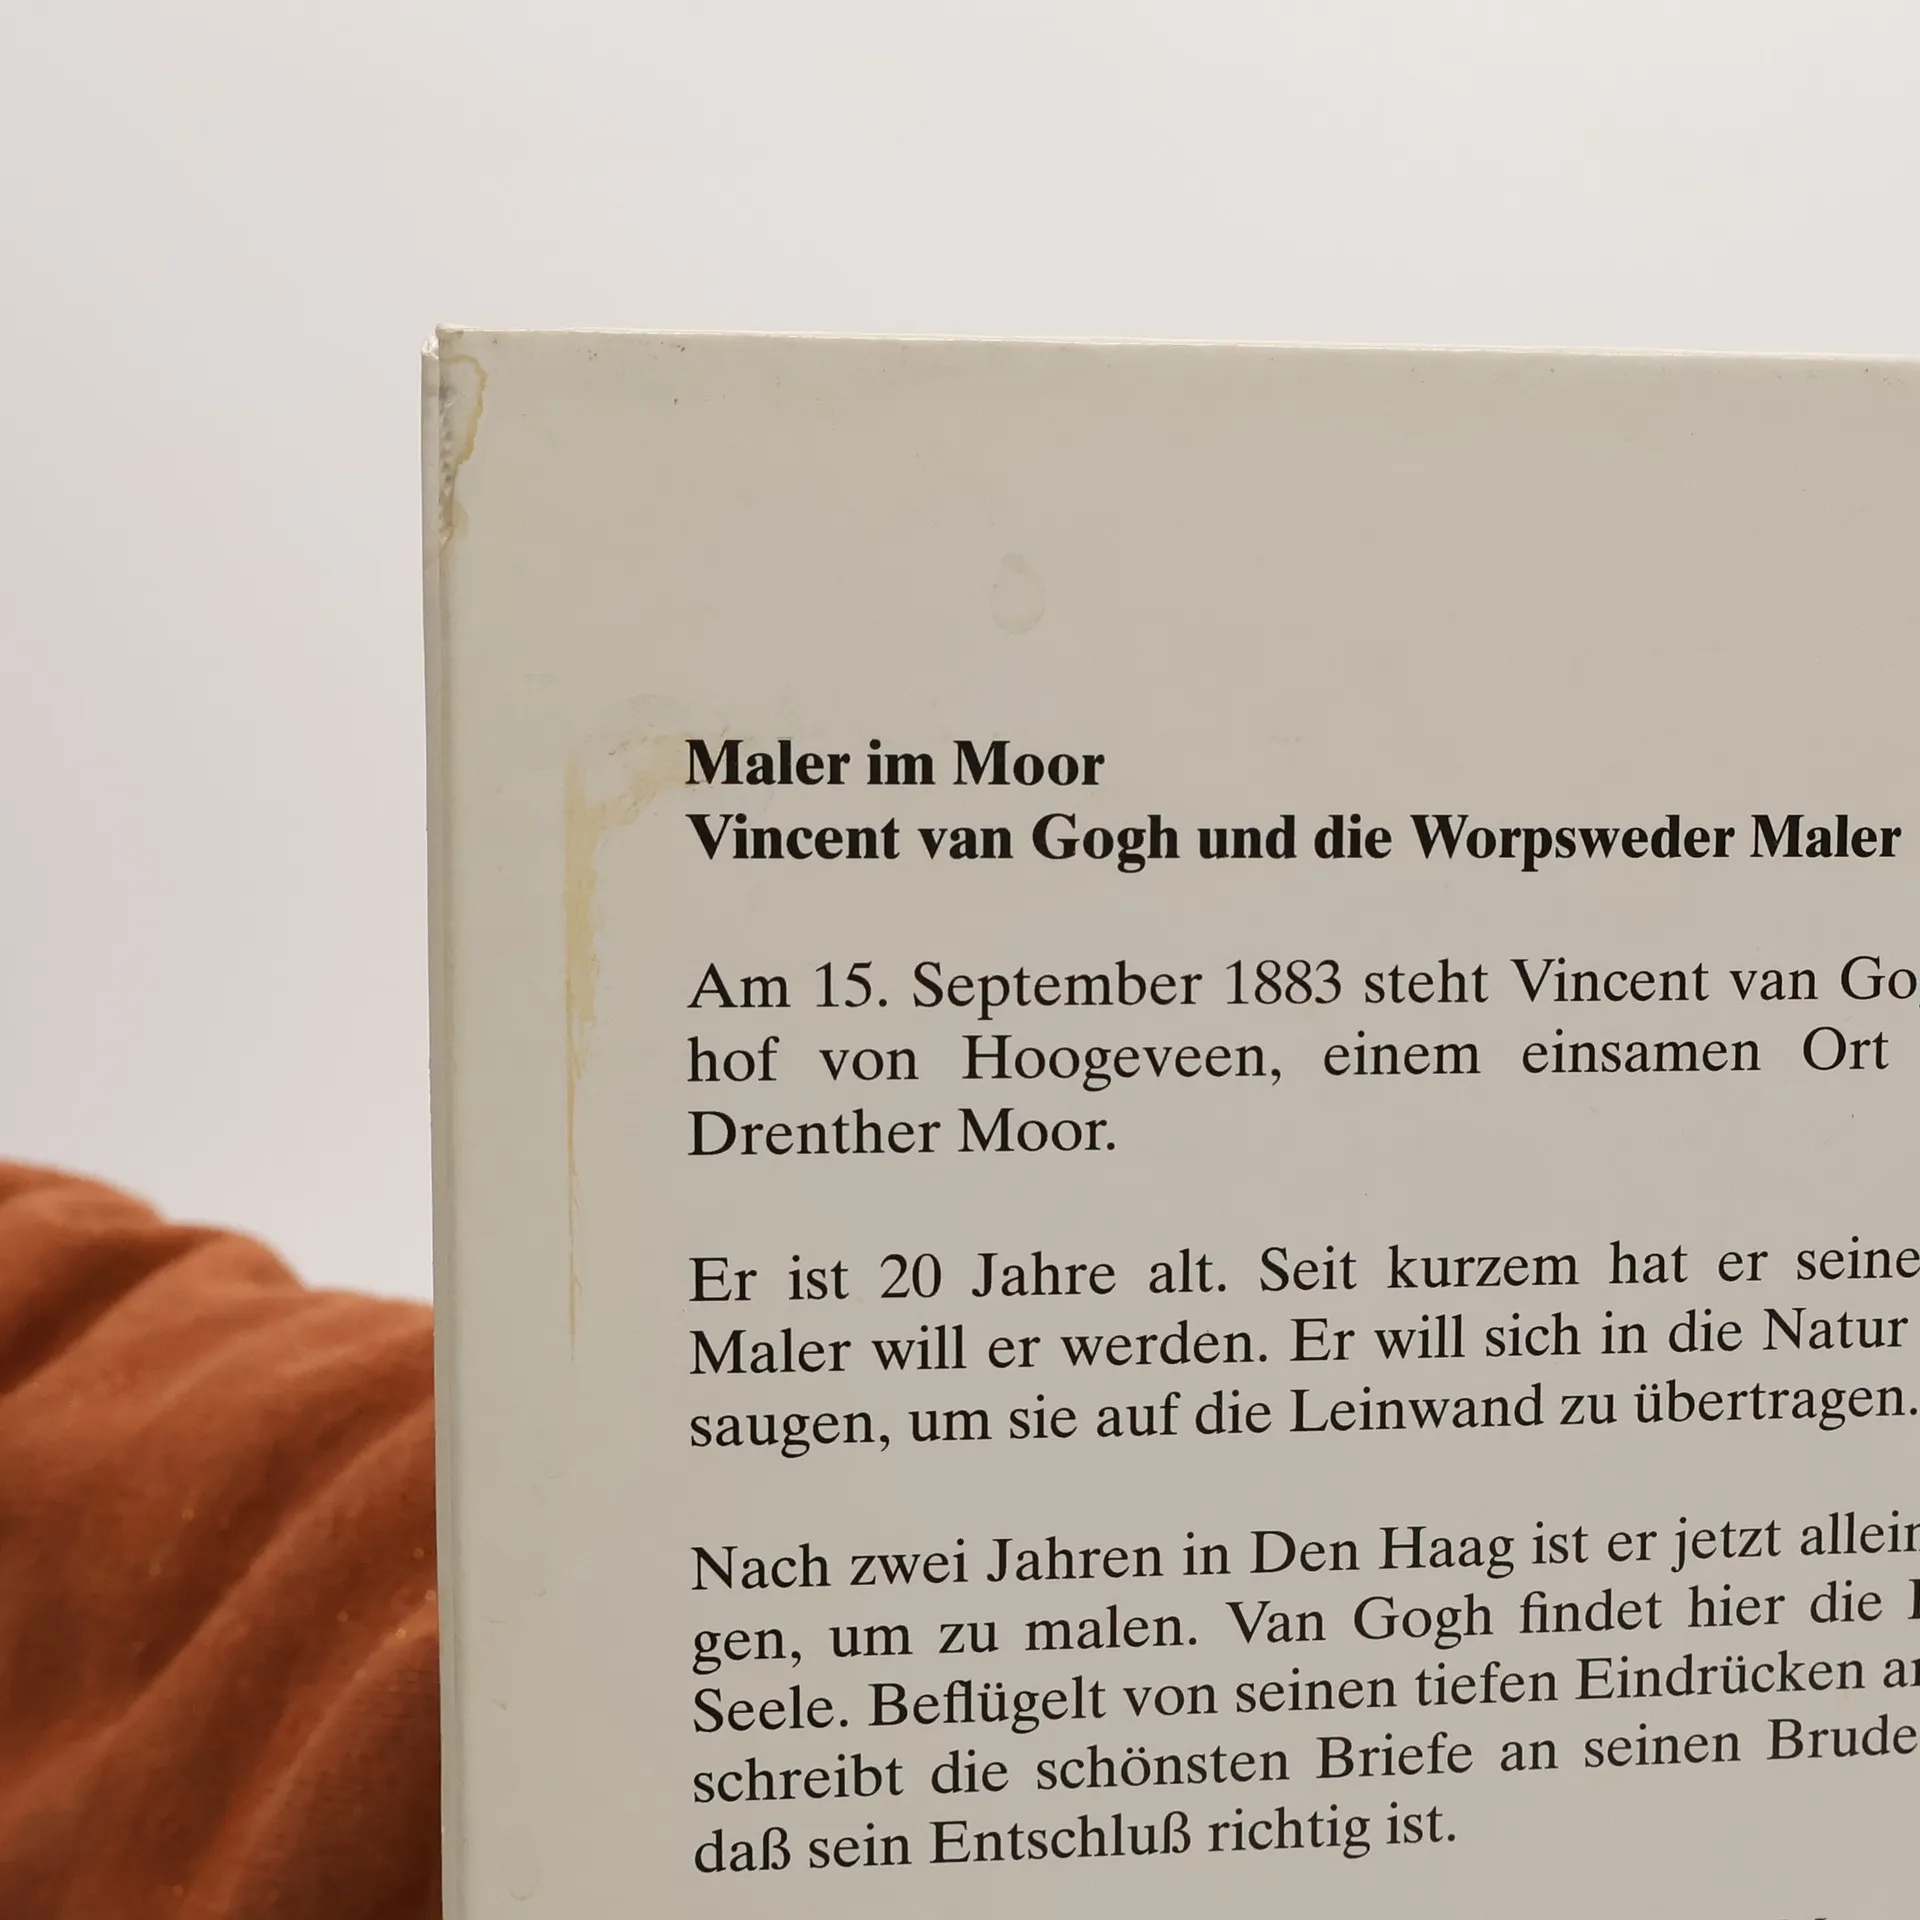 Maler im Moor
Vincent van Gogh und die Worpsweder Maler
Am 15. September 1883 steht Vincent van
hof von Hoogeveen, einem einsamen Ort
Drenther Moor.
Er ist 20 Jahre alt. Seit kurzem hat er seine
Maler will er werden. Er will sich in die Natur
saugen, um sie auf die Leinwand zu übertragen.
Nach zwei Jahren in Den Haag ist er jetzt allein
gen, um zu malen. Van Gogh findet hier die
Seele. Beflügelt von seinen tiefen Eindrücken
schreibt die schönsten Briefe an seinen
daß sein Entschluß richtig ist.